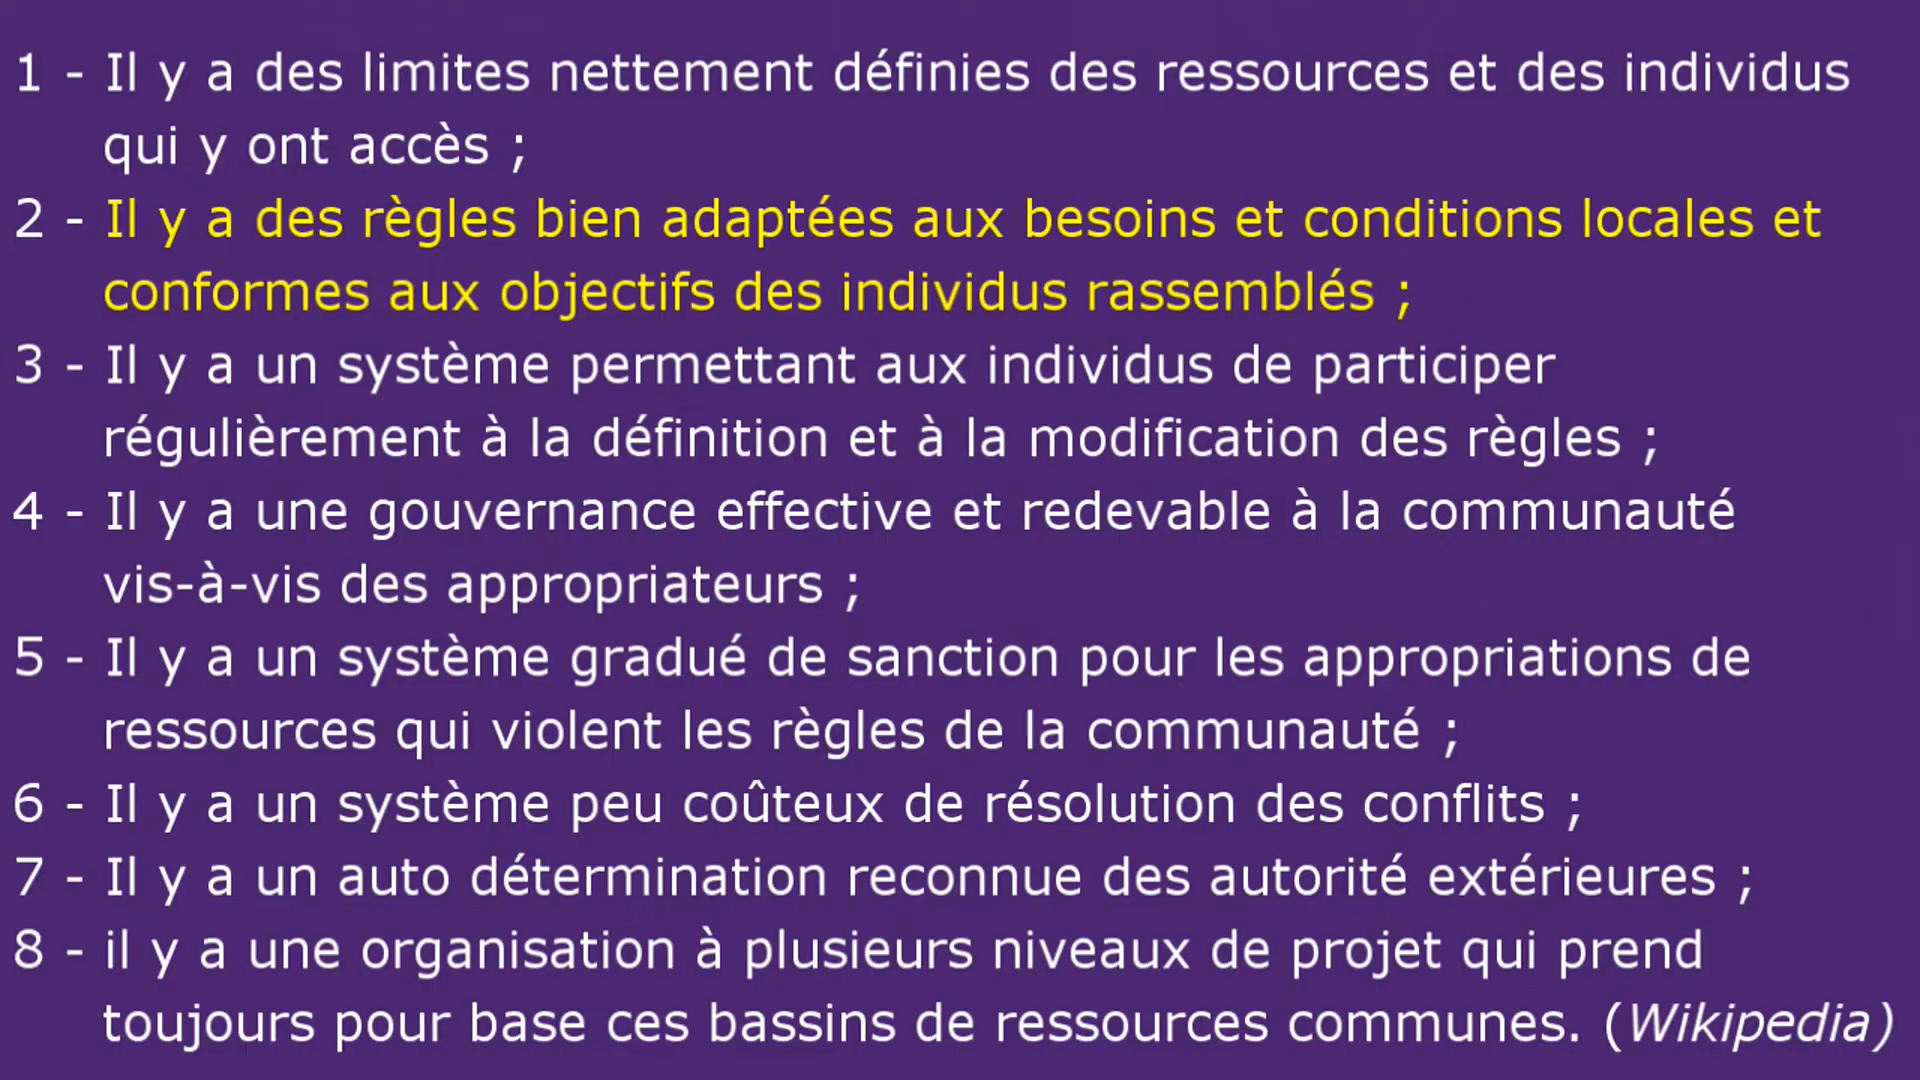 1 - Il y a des limites nettement définies des ressources et des individus
qui y ont accès ;
2 - Il y a des règles bien adaptées aux besoins et conditions locales et
conformes aux objectifs des individus rassemblés ;
3 - Il y a un système permettant aux individus de participer
régulièrement à la définition et à la modification des règles ;
4 - Il y a une gouvernance effective et redevable à la communauté
vis-à-vis des appropriateurs ;
5 - Il y a un système gradué de sanction pour les appropriations de
ressources qui violent les règles de la communauté ;
6 - Il y a un système peu coûteux de résolution des conflits ;
7 - Il y a un auto détermination reconnue des autorité extérieures ;
8 - il y a une organisation à plusieurs niveaux de projet qui prend
toujours pour base ces bassins de ressources communes. (Wikipedia)